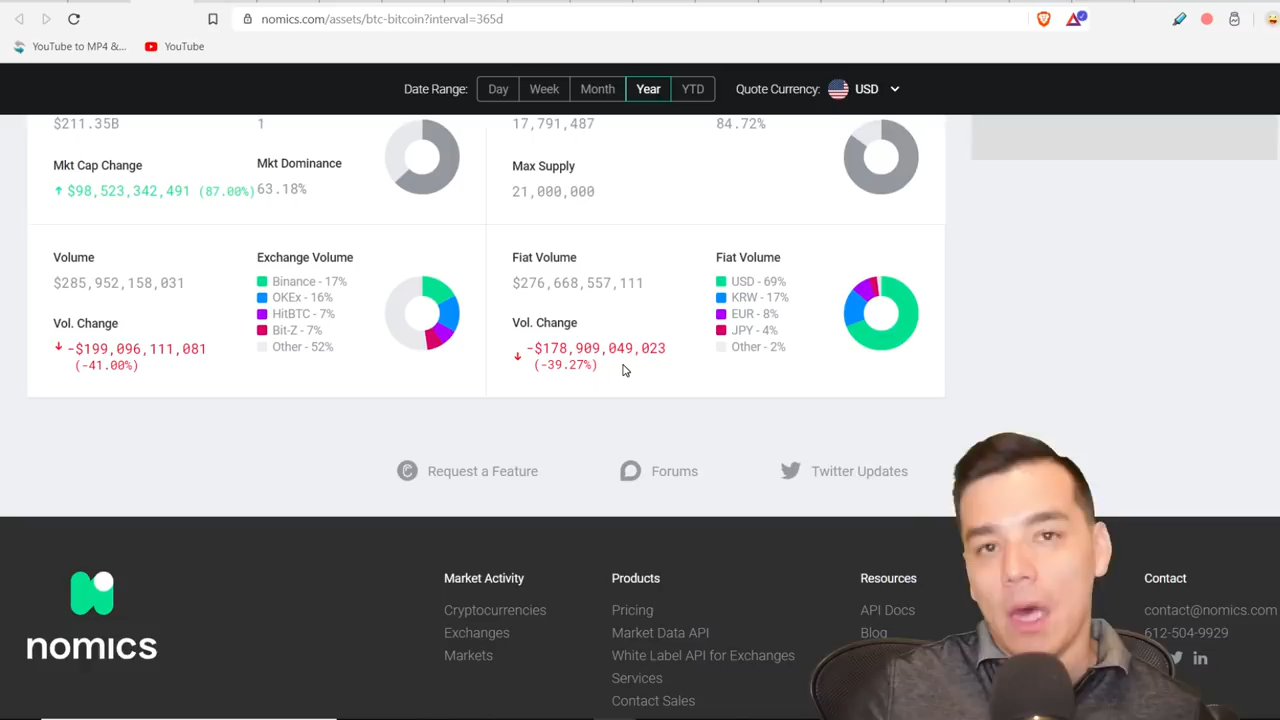 nomics.com/assets/btc-bitcoin?interval=365d
YouTube to MP4 &...
YouTube
Date Range:
Day
Week
Month
Year
YTD
Quote Currency:
USD
$211.35B
1
17,791,487
84.72%
Mkt Cap Change
Mkt Dominance
Max Supply
↑ $98,523,342,491 (87.00%)
63.18%
21,000,000
Volume
Exchange Volume
Fiat Volume
Fiat Volume
$285,952,158,031
Binance - 17%
OKEx - 16%
HitBTC - 7%
Bit-Z - 7%
Other - 52%
$276,668,557,111
USD - 69%
KRW - 17%
EUR - 8%
JPY - 4%
Other - 2%
Vol. Change
-$199,096,111,081
(-41.00%)
Vol. Change
-$178,909,049,023
(-39.27%)
Request a Feature
Forums
Twitter Updates
nomics
Market Activity
Cryptocurrencies
Exchanges
Markets
Products
Pricing
Market Data API
White Label API for Exchanges
Services
Contact Sales
Resources
API Docs
Blog
Contact
contact@nomics.com
612-504-9929